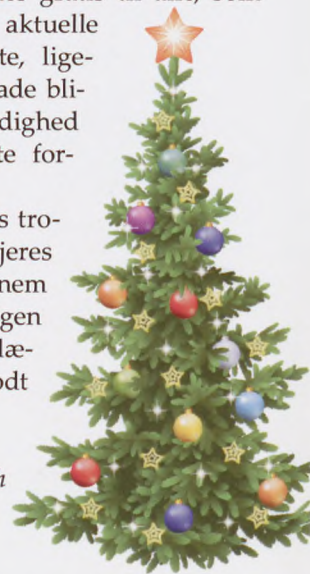 aktuelle
te, lige-
ade bli-
dighed
te for-
s tro-
jeres
nem
gen
læ-
odt